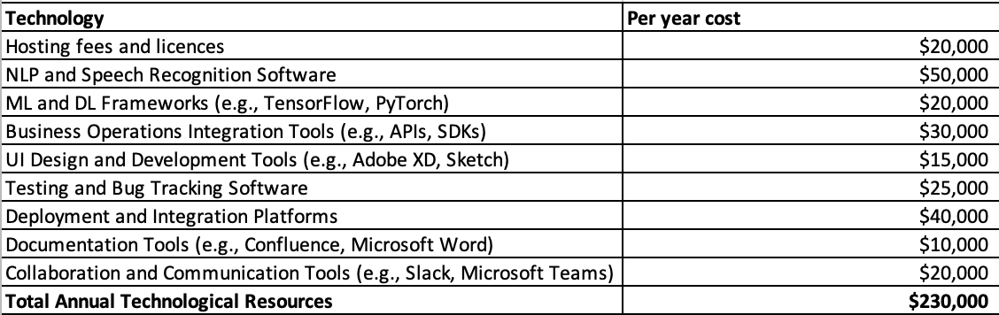 Technology Per year cost
Hosting fees and licences $20,000
NLP and Speech Recognition Software $50,000
ML and DL Frameworks (e.g., TensorFlow, PyTorch) $20,000
Business Operations Integration Tools (e.g., APIs, SDKs) $30,000
UI Design and Development Tools (e.g., Adobe XD, Sketch) $15,000
Testing and Bug Tracking Software $25,000
Deployment and Integration Platforms $40,000
Documentation Tools (e.g., Confluence, Microsoft Word) $10,000
Collaboration and Communication Tools (e.g., Slack, Microsoft Teams) $20,000
Total Annual Technological Resources $230,000